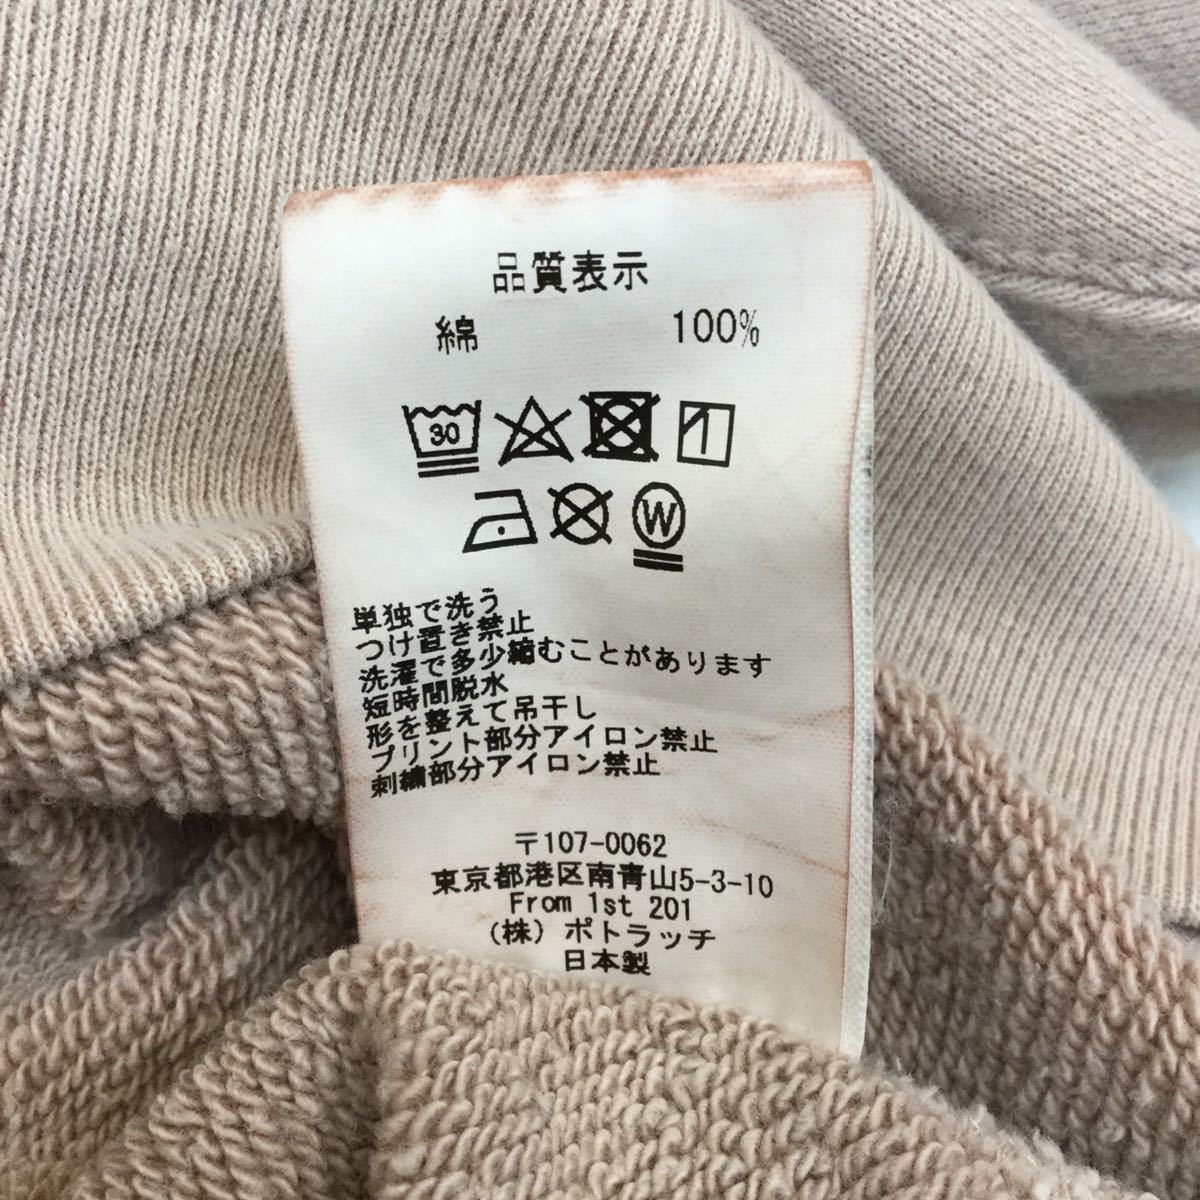 品質表示
綿 100%
30
W
単独で洗う
つけ置き禁止
洗濯で多少縮むことがあります
短時間脱水
形を整えて吊干し
プリント部分アイロン禁止
刺繍部分アイロン禁止
〒107-0062
東京都港区南青山5-3-10
From 1st 201
(株) ポトラッチ
日本製